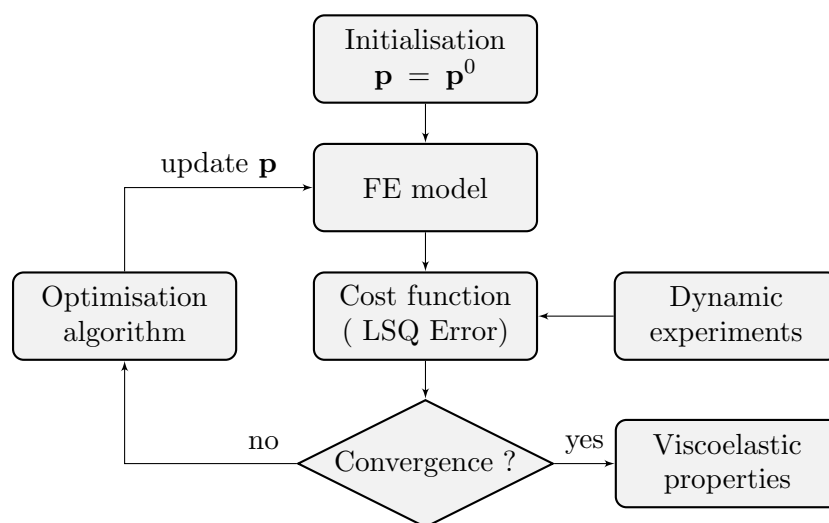 Initialisation
p = p⁰
update p
FE model
Optimisation
algorithm
Cost function
( LSQ Error)
Dynamic
experiments
no
Convergence ?
yes
Viscoelastic
properties